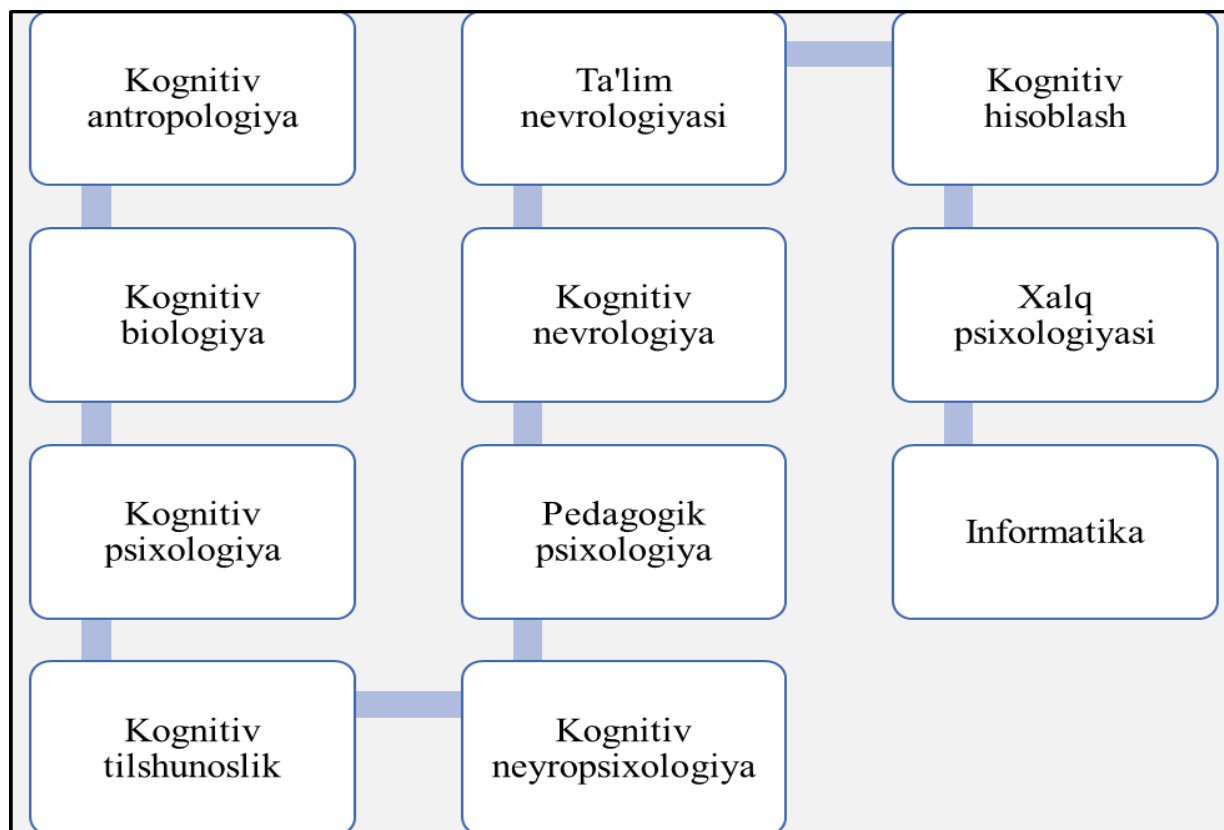 Kognitiv
antropologiya
Kognitiv
biologiya
Kognitiv
psixologiya
Kognitiv
tilshunoslik
Kognitiv
neyropsixologiya
Pedagogik
psixologiya
Kognitiv
nevrologiya
Ta'lim
nevrologiyasi
Kognitiv
hisoblash
Xalq
psixologiyasi
Informatika